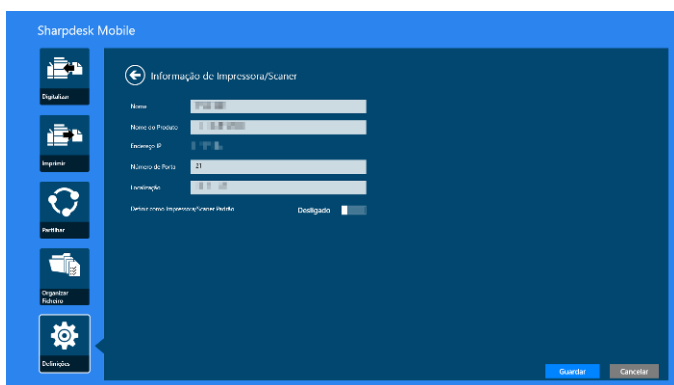 Sharpdesk Mobile
Digitalizar
Imprimir
Partilhar
Organizar
Ficheiro
Definições
Informação de Impressora/Scaner
Nome
Nome do Produto
Endereço IP
Número de Porta 21
Localização
Definir como Impressora/Scaner Padrão Desligado
Guardar Cancelar